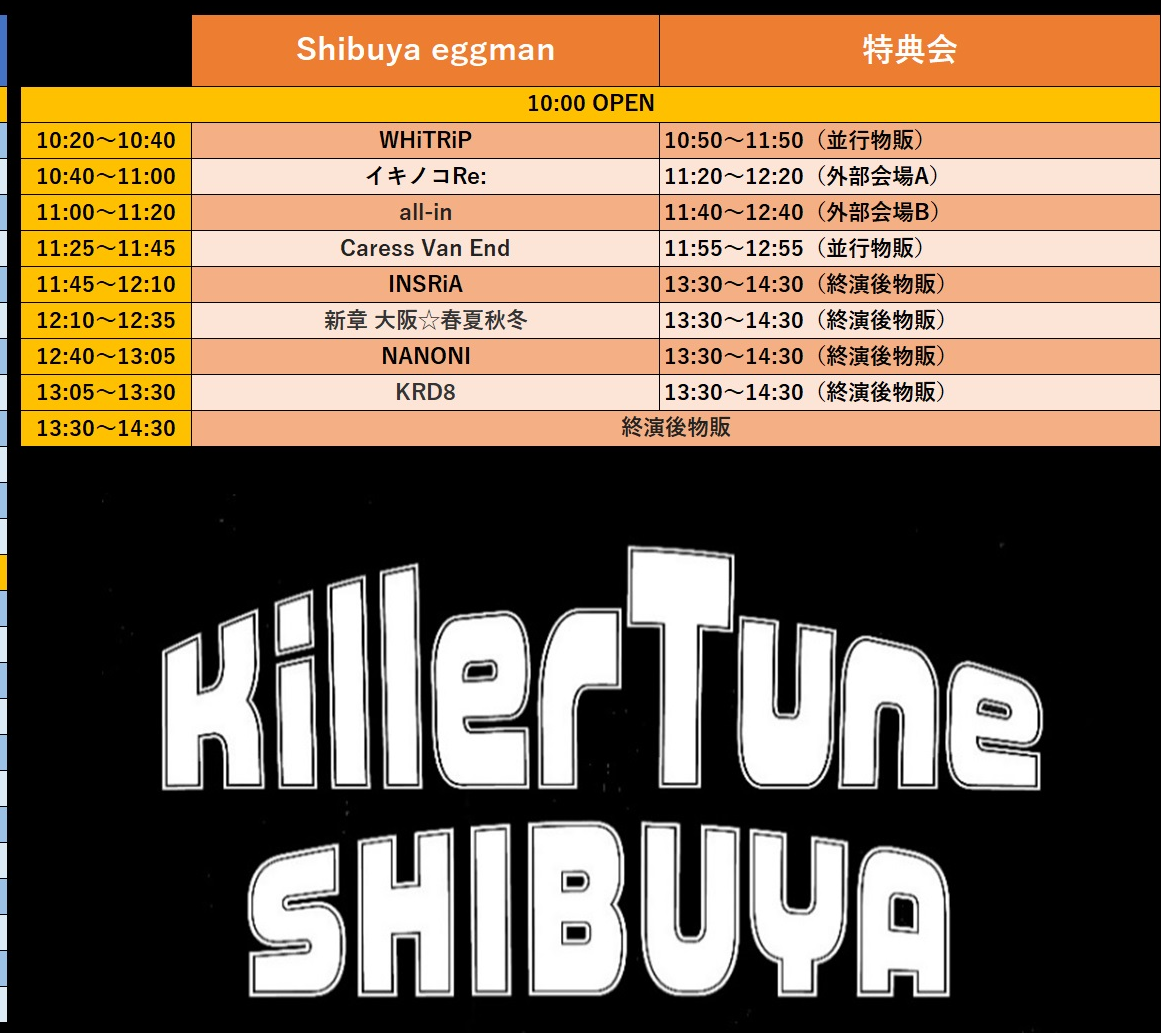 Shibuya eggman 特典会
10:00 OPEN
10:20～10:40 WHiTRiP 10:50～11:50（並行物販）
10:40～11:00 イキノコRe: 11:20～12:20（外部会場A）
11:00～11:20 all-in 11:40～12:40（外部会場B）
11:25～11:45 Caress Van End 11:55～12:55（並行物販）
11:45～12:10 INSRiA 13:30～14:30（終演後物販）
12:10～12:35 新章 大阪☆春夏秋冬 13:30～14:30（終演後物販）
12:40～13:05 NANONI 13:30～14:30（終演後物販）
13:05～13:30 KRD8 13:30～14:30（終演後物販）
13:30～14:30 終演後物販
KillerTune
SHIBUYA